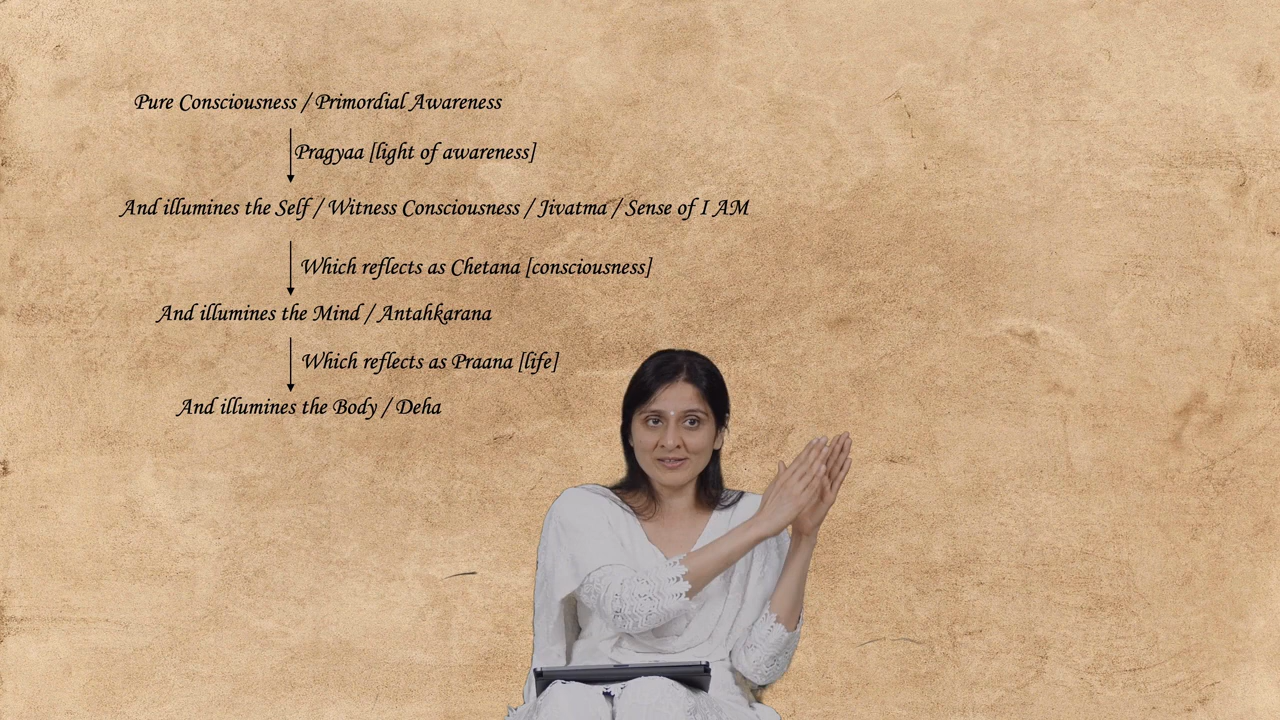 Pure Consciousness / Primordial Awareness
Pragyaa [light of awareness]
And illumines the Self / Witness Consciousness / Jivatma / Sense of I AM
Which reflects as Chetana [consciousness]
And illumines the Mind / Antahkarana
Which reflects as Praana [life]
And illumines the Body / Deha